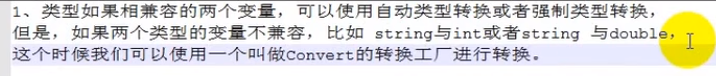 1、类型如果相兼容的两个变量，可以使用自动类型转换或者强制类型转换，
但是，如果两个类型的变量不兼容，比如 string与int或者string 与double，
这个时候我们可以使用一个叫做Convert的转换工厂进行转换。